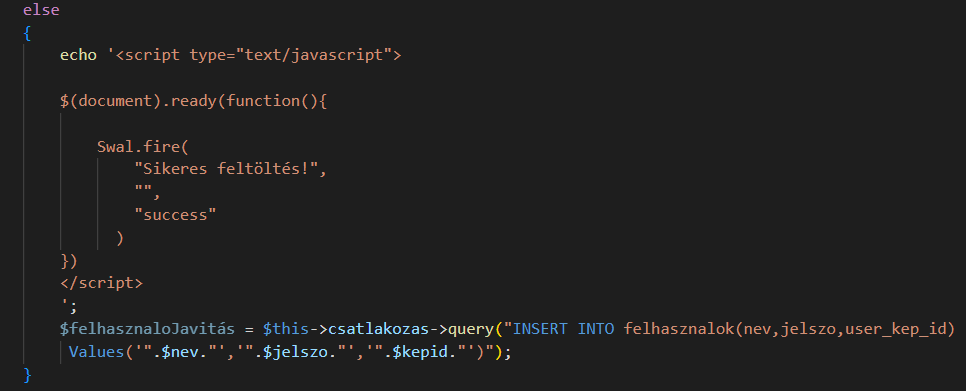 else
{
echo '<script type="text/javascript">
$(document).ready(function(){
Swal.fire(
"Sikeres feltöltés!",
"",
"success"
)
})
</script>
';
$felhasznaloJavitás = $this->csatlakozas->query("INSERT INTO felhasznalok(nev,jelszo,user_kep_id)
Values('".$nev."','".$jelszo."','".$kepid."')");
}